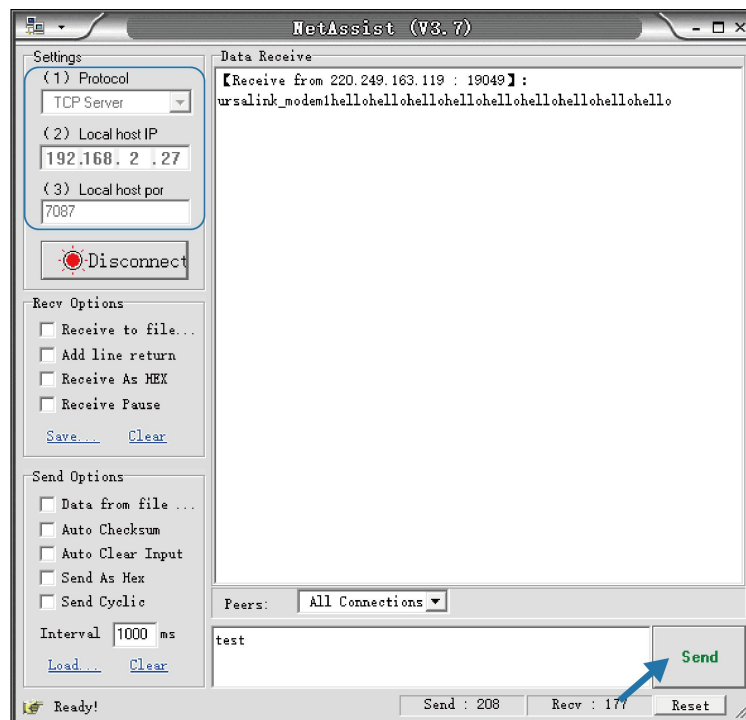 NetAssist (V3.7)
Settings
(1) Protocol
TCP Server
(2) Local host IP
192.168. 2 .27
(3) Local host por
7087
Disconnect
Recv Options
Receive to file...
Add line return
Receive As HEX
Receive Pause
Save... Clear
Send Options
Data from file ...
Auto Checksum
Auto Clear Input
Send As Hex
Send Cyclic
Interval 1000 ms
Load... Clear
Data Receive
【Receive from 220.249.163.119 : 19049】:
ursalink_modem1hellohellohellohellohellohellohellohellohello
Peers: All Connections
test
Send
Ready!
Send : 208
Recv : 177
Reset